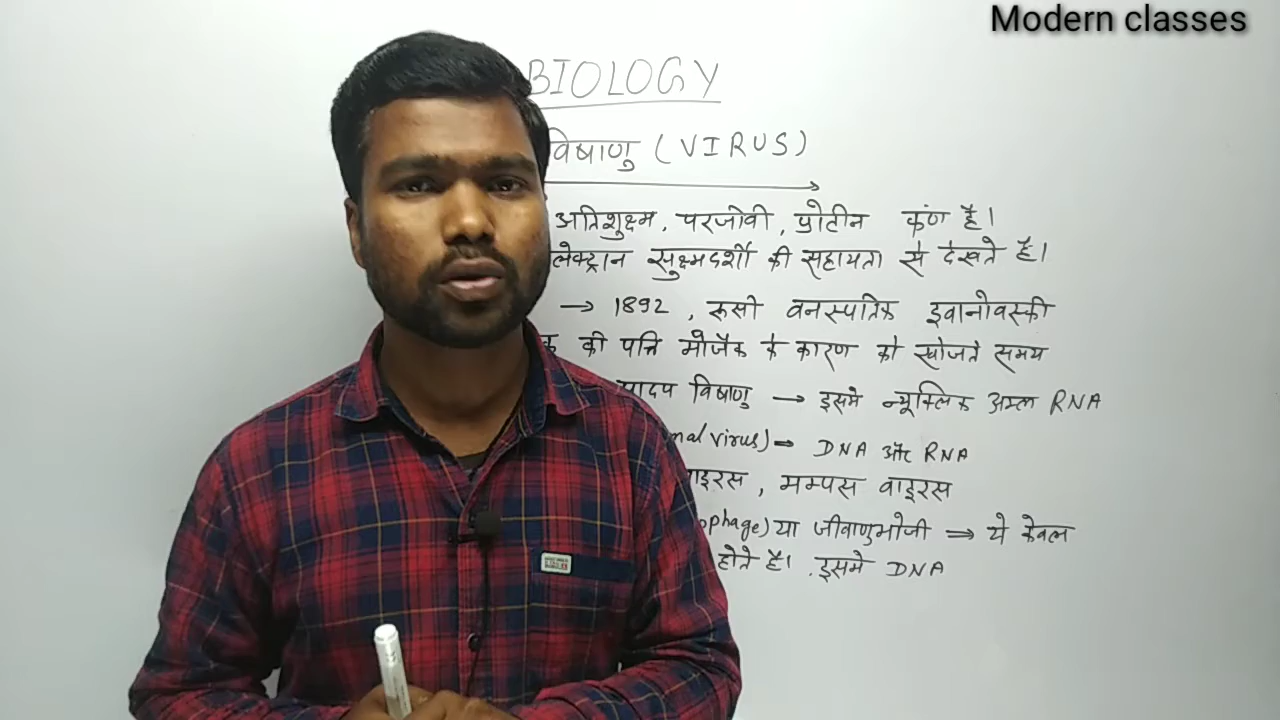 Modern classes
BIOLOGY
विषाणु (VIRUS)
अतिशुक्ष्म, परजीवी, प्रोटीन कंण है।
लेक्ट्रान सुक्ष्मदर्शी की सहायता से देखते है।
→ 1892, रूसी वनस्पतिक इवानोवस्की
की पत्ति मोजैक के कारण को खोजते समय
पादप विषाणु → इसमे न्यूक्लिक अम्ल RNA
mal virus) ⇒ DNA और RNA
वाइरस, मम्पस वाइरस
ophage) या जीवाणुभोजी ⇒ ये केवल
होते है। .इसमे DNA